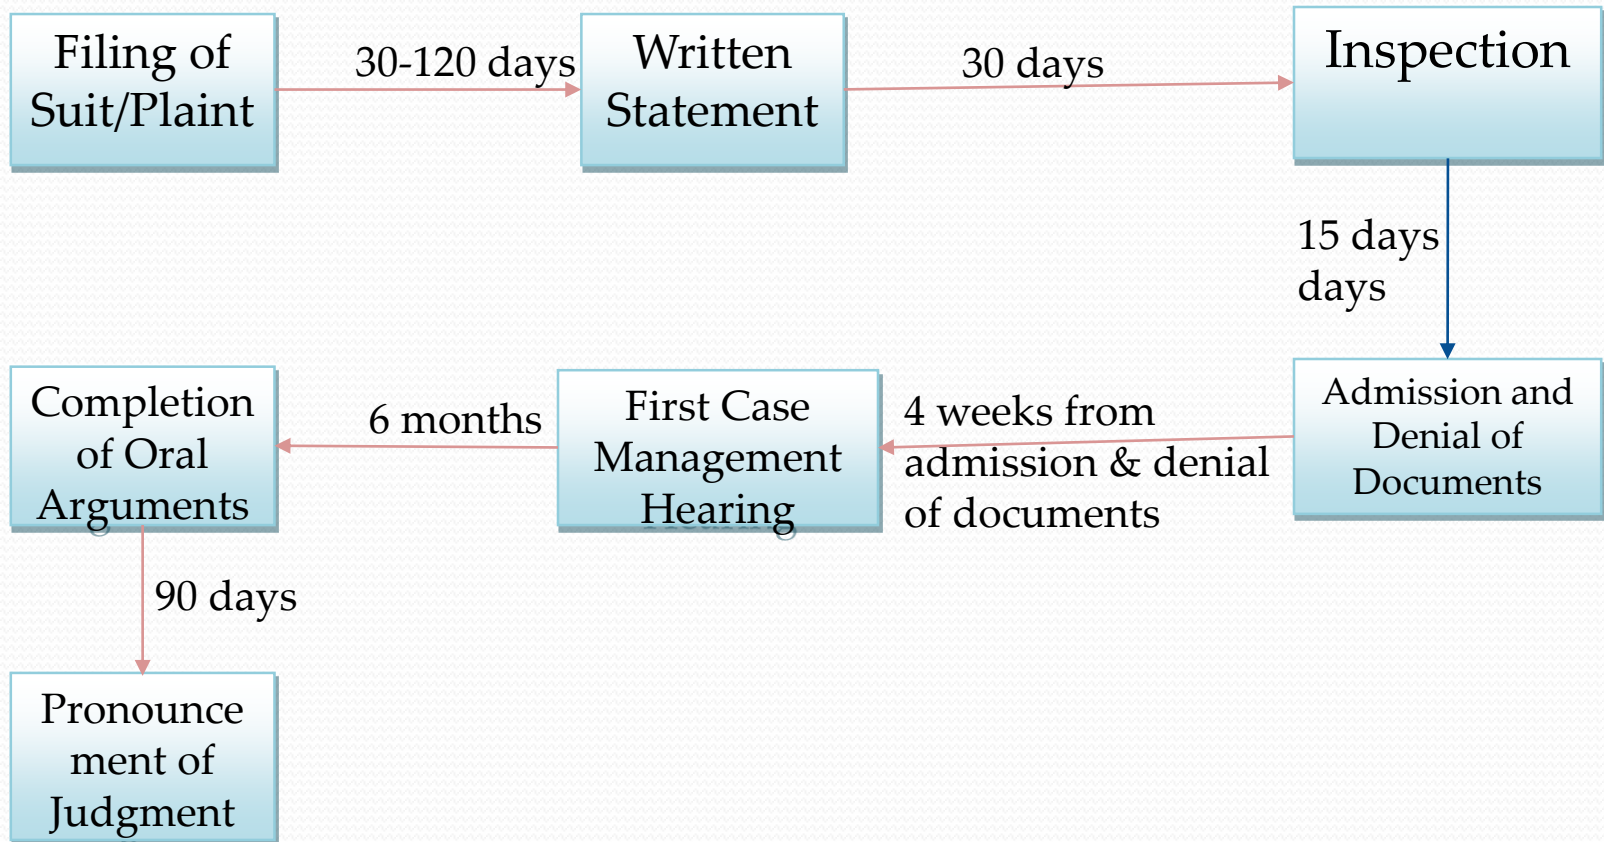 Filing of
Suit/Plaint
30-120 days
Written
Statement
30 days
Inspection
15 days
days
Admission and
Denial of
Documents
4 weeks from
admission & denial
of documents
First Case
Management
Hearing
6 months
Completion
of Oral
Arguments
90 days
Pronounce
ment of
Judgment